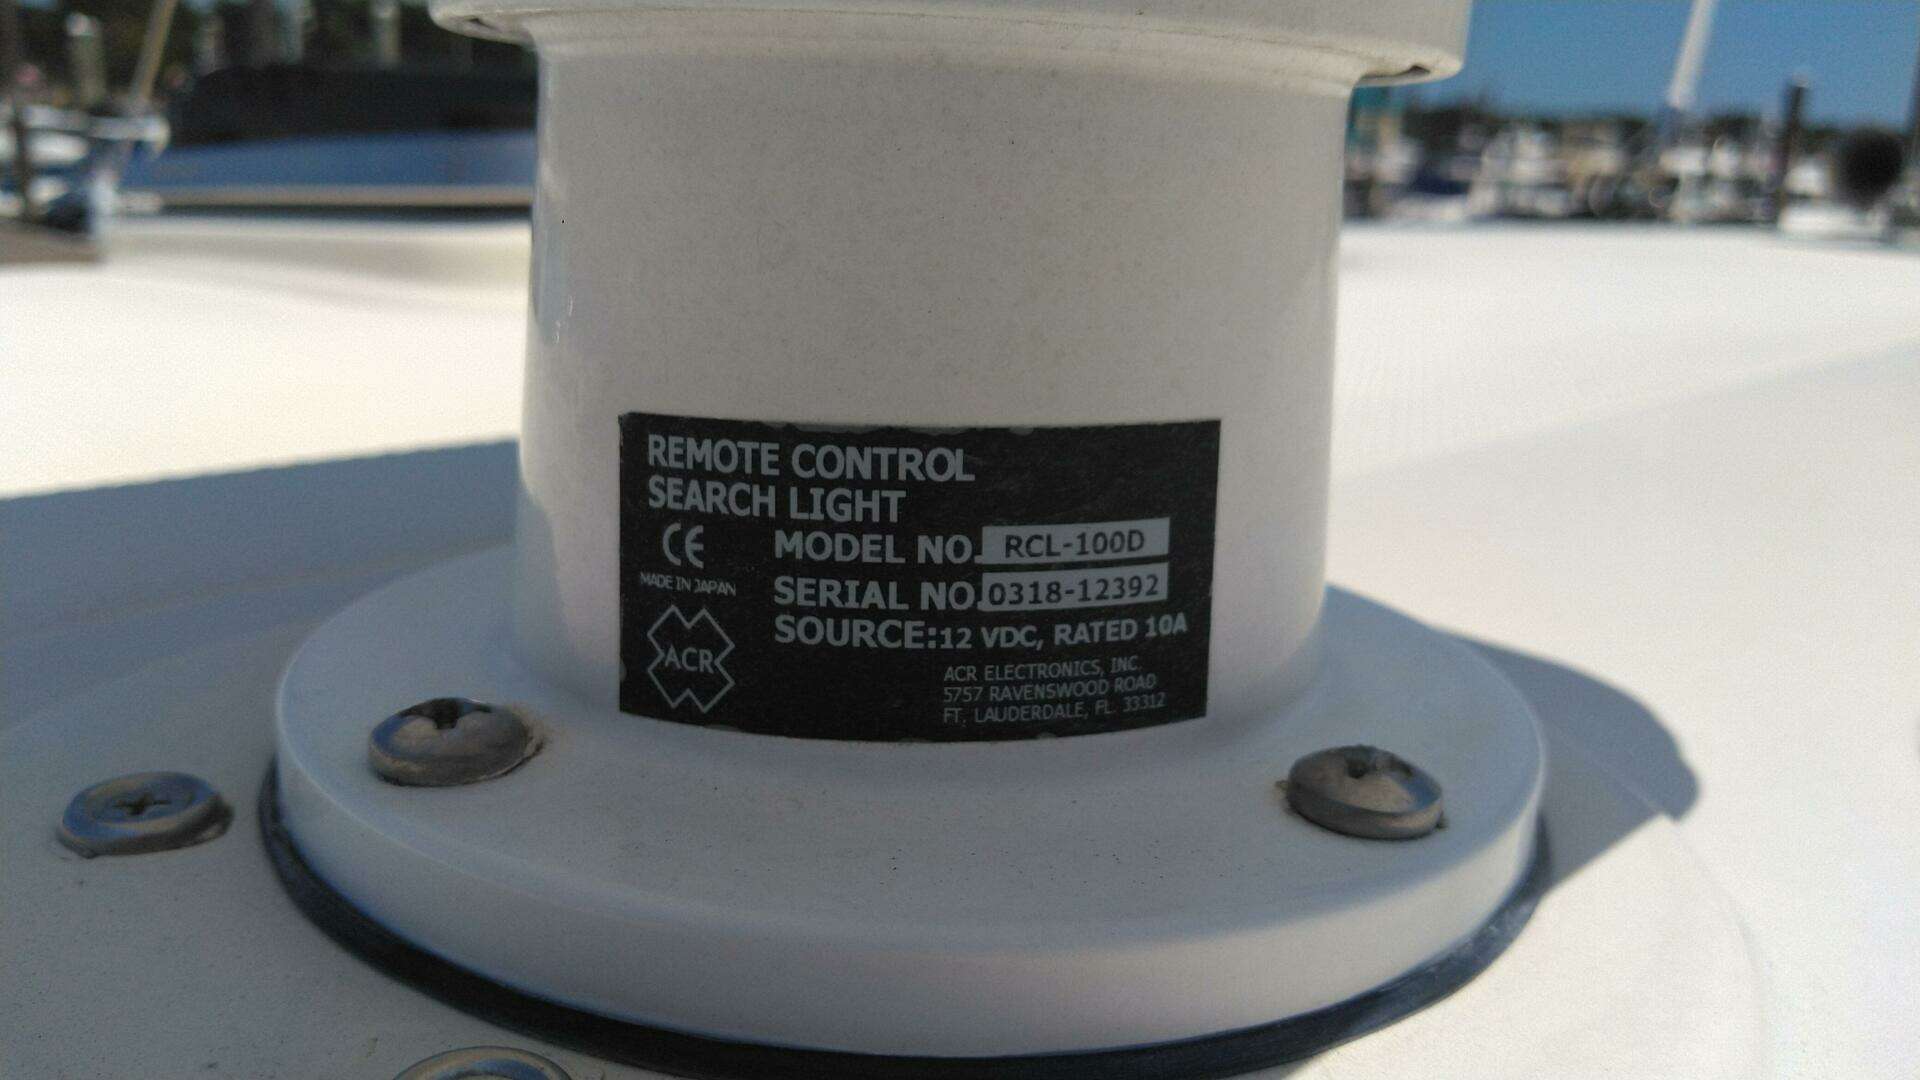 REMOTE CONTROL
SEARCH LIGHT
CE
MADE IN JAPAN
MODEL NO. RCL-100D
SERIAL NO. 0318-12392
SOURCE:12 VDC, RATED 10A
ACR
ACR ELECTRONICS, INC.
5757 RAVENSWOOD ROAD
FT. LAUDERDALE, FL 33312